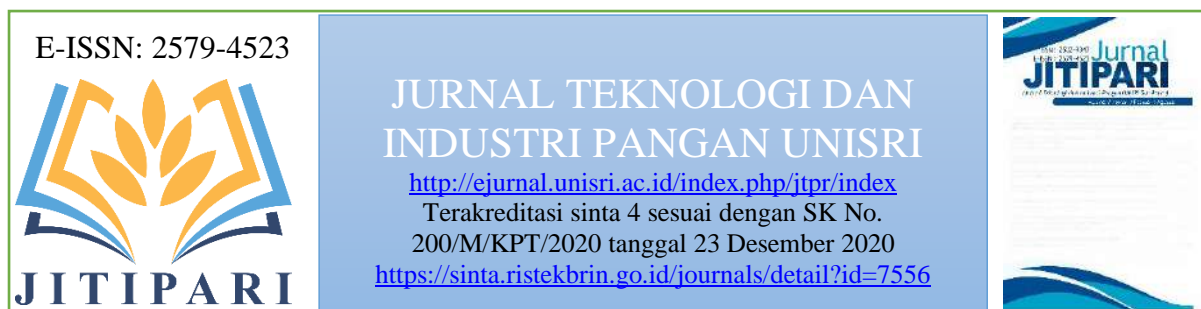 E-ISSN: 2579-4523
JITIPARI
JURNAL TEKNOLOGI DAN
INDUSTRI PANGAN UNISRI
http://ejurnal.unisri.ac.id/index.php/jtpr/index
Terakreditasi sinta 4 sesuai dengan SK No.
200/M/KPT/2020 tanggal 23 Desember 2020
https://sinta.ristekbrin.go.id/journals/detail?id=7556
Jurnal
JITIPARI